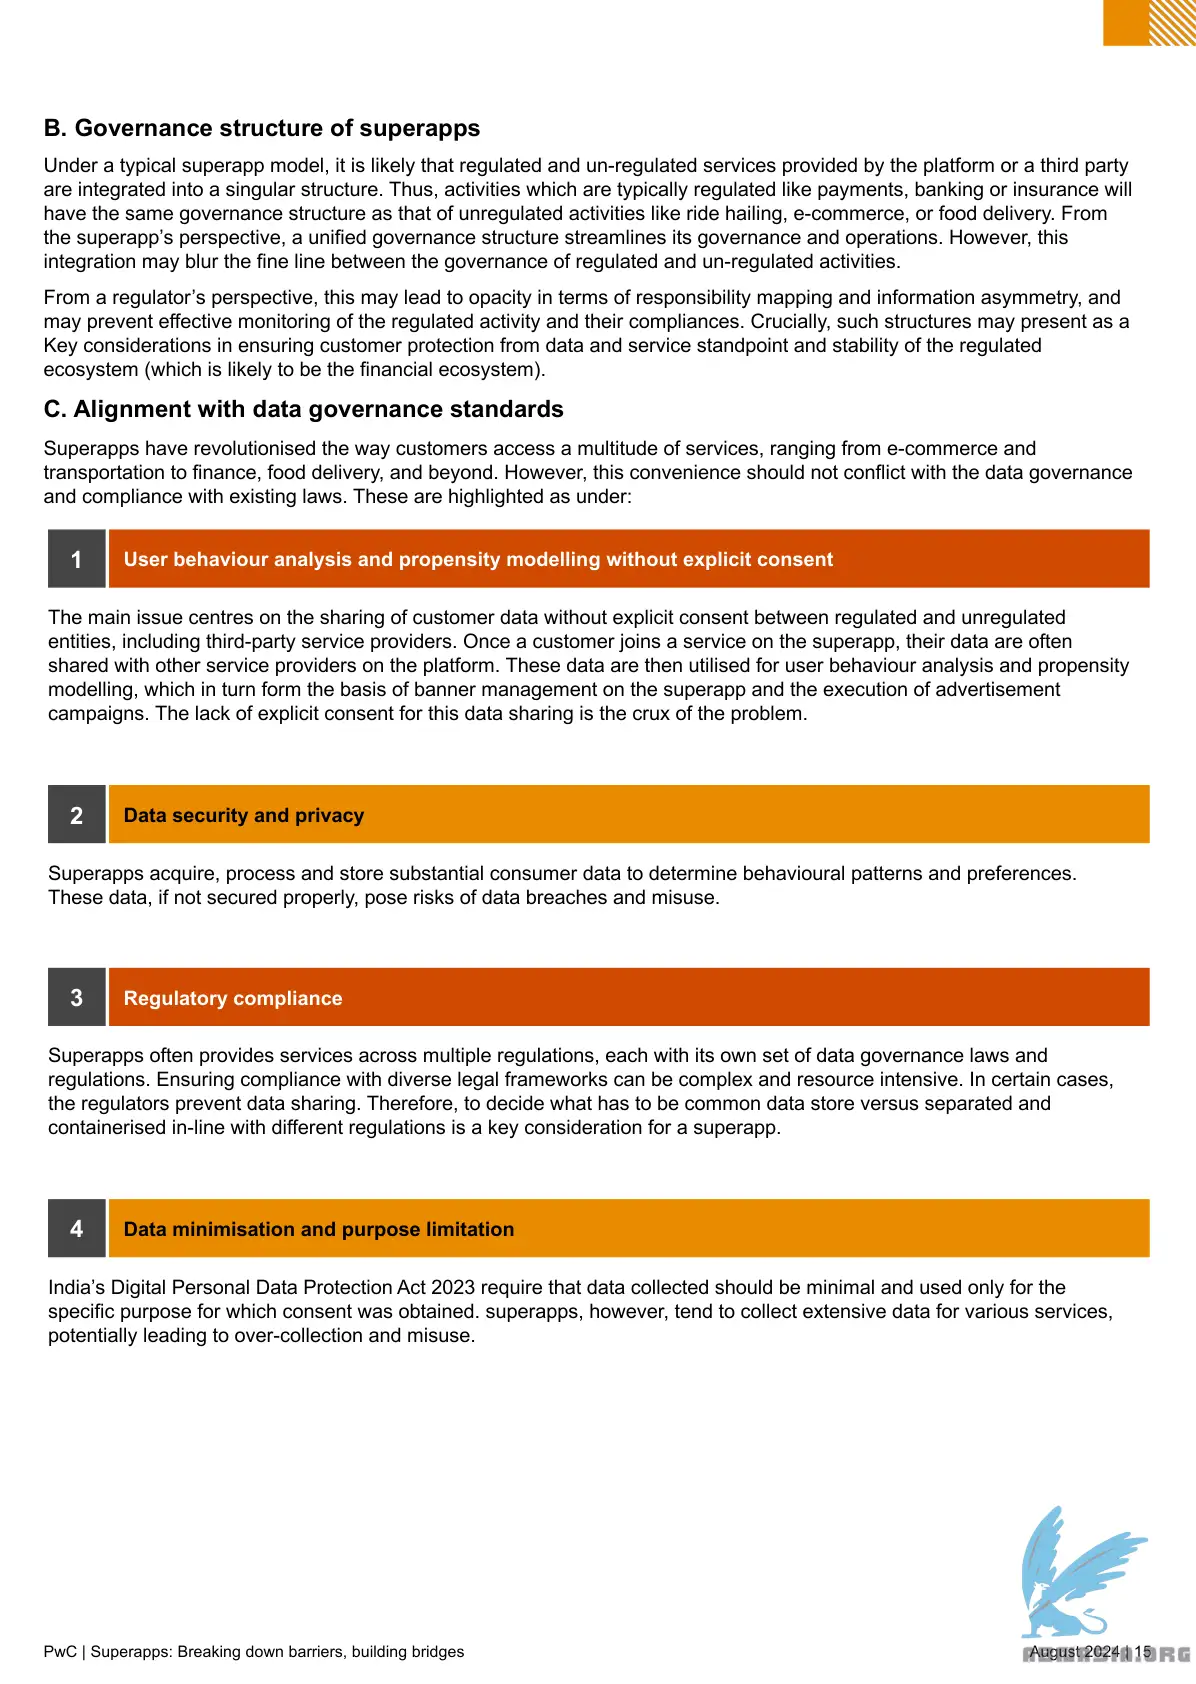 B. Governance structure of superapps
Under a typical superapp model, it is likely that regulated and un-regulated services provided by the platform or a third party
are integrated into a singular structure. Thus, activities which are typically regulated like payments, banking or insurance will
have the same governance structure as that of unregulated activities like ride hailing, e-commerce, or food delivery. From
the superapp’s perspective, a unified governance structure streamlines its governance and operations. However, this
integration may blur the fine line between the governance of regulated and un-regulated activities.
From a regulator’s perspective, this may lead to opacity in terms of responsibility mapping and information asymmetry, and
may prevent effective monitoring of the regulated activity and their compliances. Crucially, such structures may present as a
Key considerations in ensuring customer protection from data and service standpoint and stability of the regulated
ecosystem (which is likely to be the financial ecosystem).
C. Alignment with data governance standards
Superapps have revolutionised the way customers access a multitude of services, ranging from e-commerce and
transportation to finance, food delivery, and beyond. However, this convenience should not conflict with the data governance
and compliance with existing laws. These are highlighted as under:
1 User behaviour analysis and propensity modelling without explicit consent
The main issue centres on the sharing of customer data without explicit consent between regulated and unregulated
entities, including third-party service providers. Once a customer joins a service on the superapp, their data are often
shared with other service providers on the platform. These data are then utilised for user behaviour analysis and propensity
modelling, which in turn form the basis of banner management on the superapp and the execution of advertisement
campaigns. The lack of explicit consent for this data sharing is the crux of the problem.
2 Data security and privacy
Superapps acquire, process and store substantial consumer data to determine behavioural patterns and preferences.
These data, if not secured properly, pose risks of data breaches and misuse.
3 Regulatory compliance
Superapps often provides services across multiple regulations, each with its own set of data governance laws and
regulations. Ensuring compliance with diverse legal frameworks can be complex and resource intensive. In certain cases,
the regulators prevent data sharing. Therefore, to decide what has to be common data store versus separated and
containerised in-line with different regulations is a key consideration for a superapp.
4 Data minimisation and purpose limitation
India’s Digital Personal Data Protection Act 2023 require that data collected should be minimal and used only for the
specific purpose for which consent was obtained. superapps, however, tend to collect extensive data for various services,
potentially leading to over-collection and misuse.
PwC | Superapps: Breaking down barriers, building bridges
August 2024 | 15